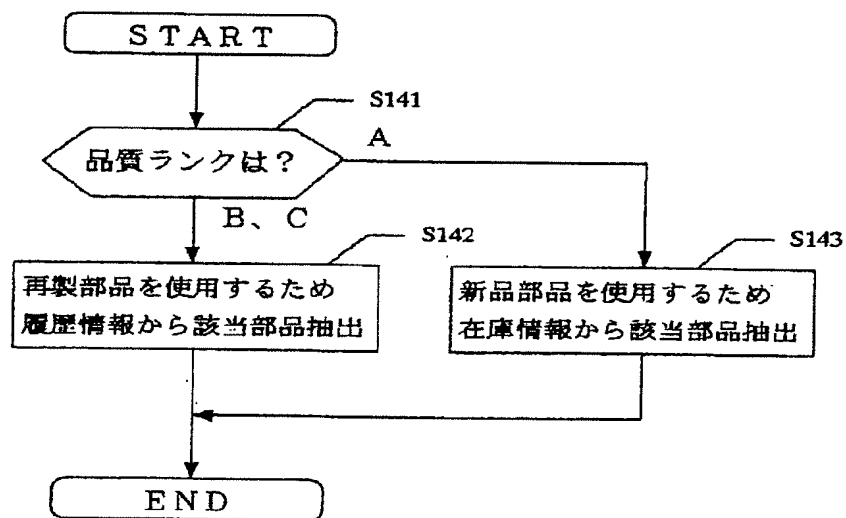 START
S141
品質ランクは？
A
B、C
S142
再製部品を使用するため
履歴情報から該当部品抽出
S143
新品部品を使用するため
在庫情報から該当部品抽出
END